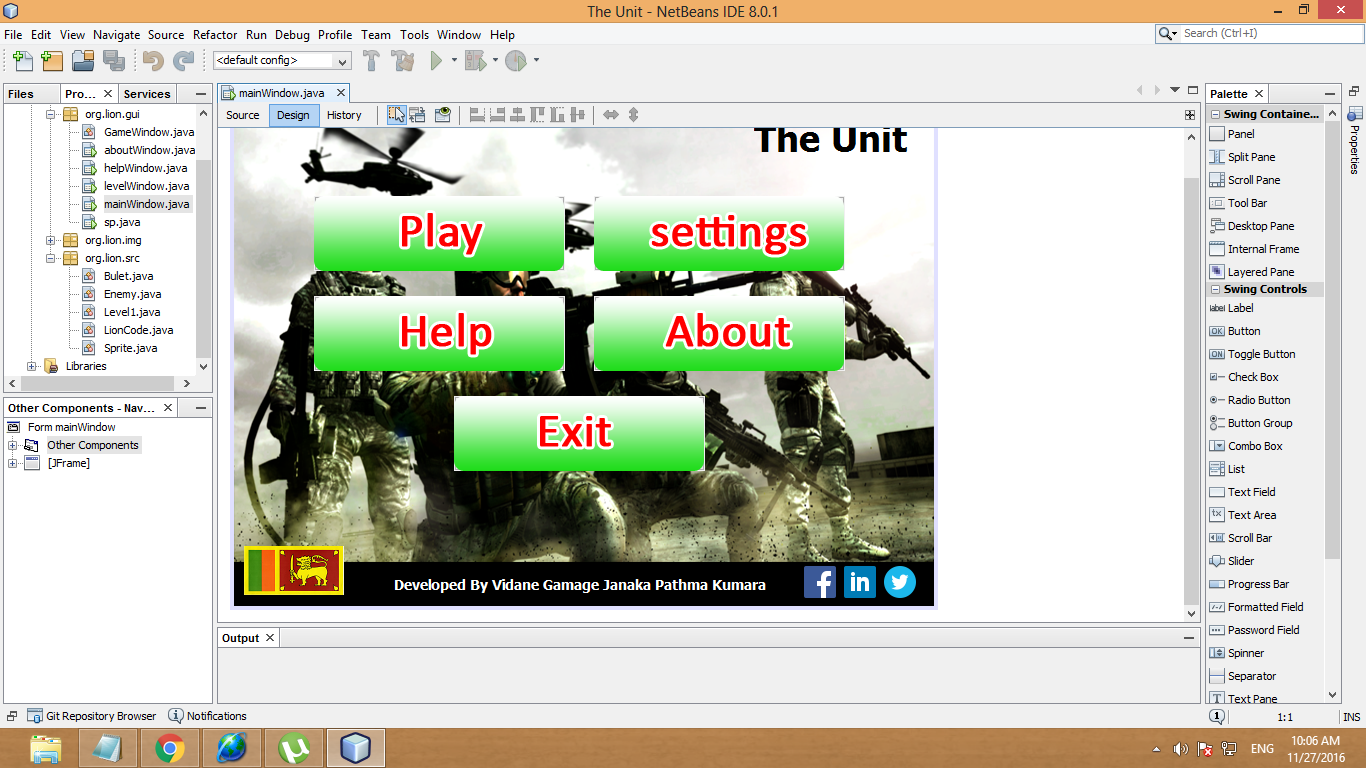 The Unit - NetBeans IDE 8.0.1
File Edit View Navigate Source Refactor Run Debug Profile Team Tools Window Help
Search (Ctrl+I)
<default config>
Files Pro... Services
org.lion.gui
GameWindow.java
aboutWindow.java
helpWindow.java
levelWindow.java
mainWindow.java
sp.java
org.lion.img
org.lion.src
Bulet.java
Enemy.java
Level1.java
LionCode.java
Sprite.java
Libraries
Other Components - Nav...
Form mainWindow
Other Components
[JFrame]
mainWindow.java
Source Design History
The Unit
Play settings
Help About
Exit
Developed By Vidane Gamage Janaka Pathma Kumara
f in
Output
Palette
Swing Containe...
Panel
Split Pane
Scroll Pane
Tool Bar
Desktop Pane
Internal Frame
Layered Pane
Swing Controls
label Label
OK Button
ON Toggle Button
Check Box
Radio Button
Button Group
Combo Box
List
Text Field
Text Area
Scroll Bar
Slider
Progress Bar
Formatted Field
Password Field
Spinner
Separator
T Text Pane
Properties
Git Repository Browser Notifications
1 1:1 INS
ENG
10:06 AM
11/27/2016